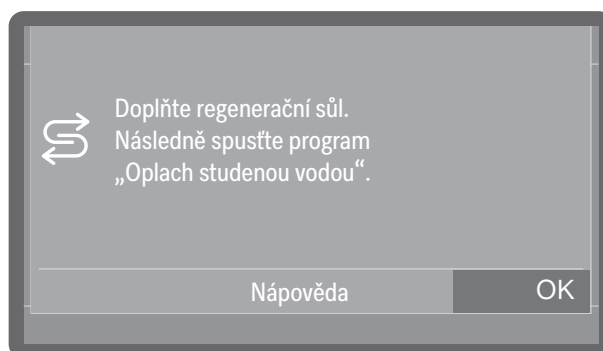 Doplňte regenerační sůl.
Následně spusťte program
„Oplach studenou vodou“.
Nápověda
OK